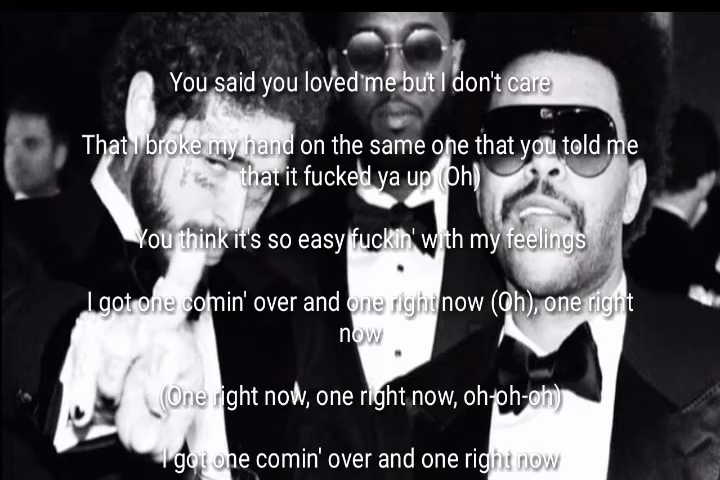 You said you loved me but I don't care
That I broke my hand on the same one that you told me
that it fucked ya up (Oh)
You think it's so easy fuckin' with my feelings
I got one comin' over and one right now (Oh), one right
now
(One right now, one right now, oh-oh-oh)
I got one comin' over and one right now